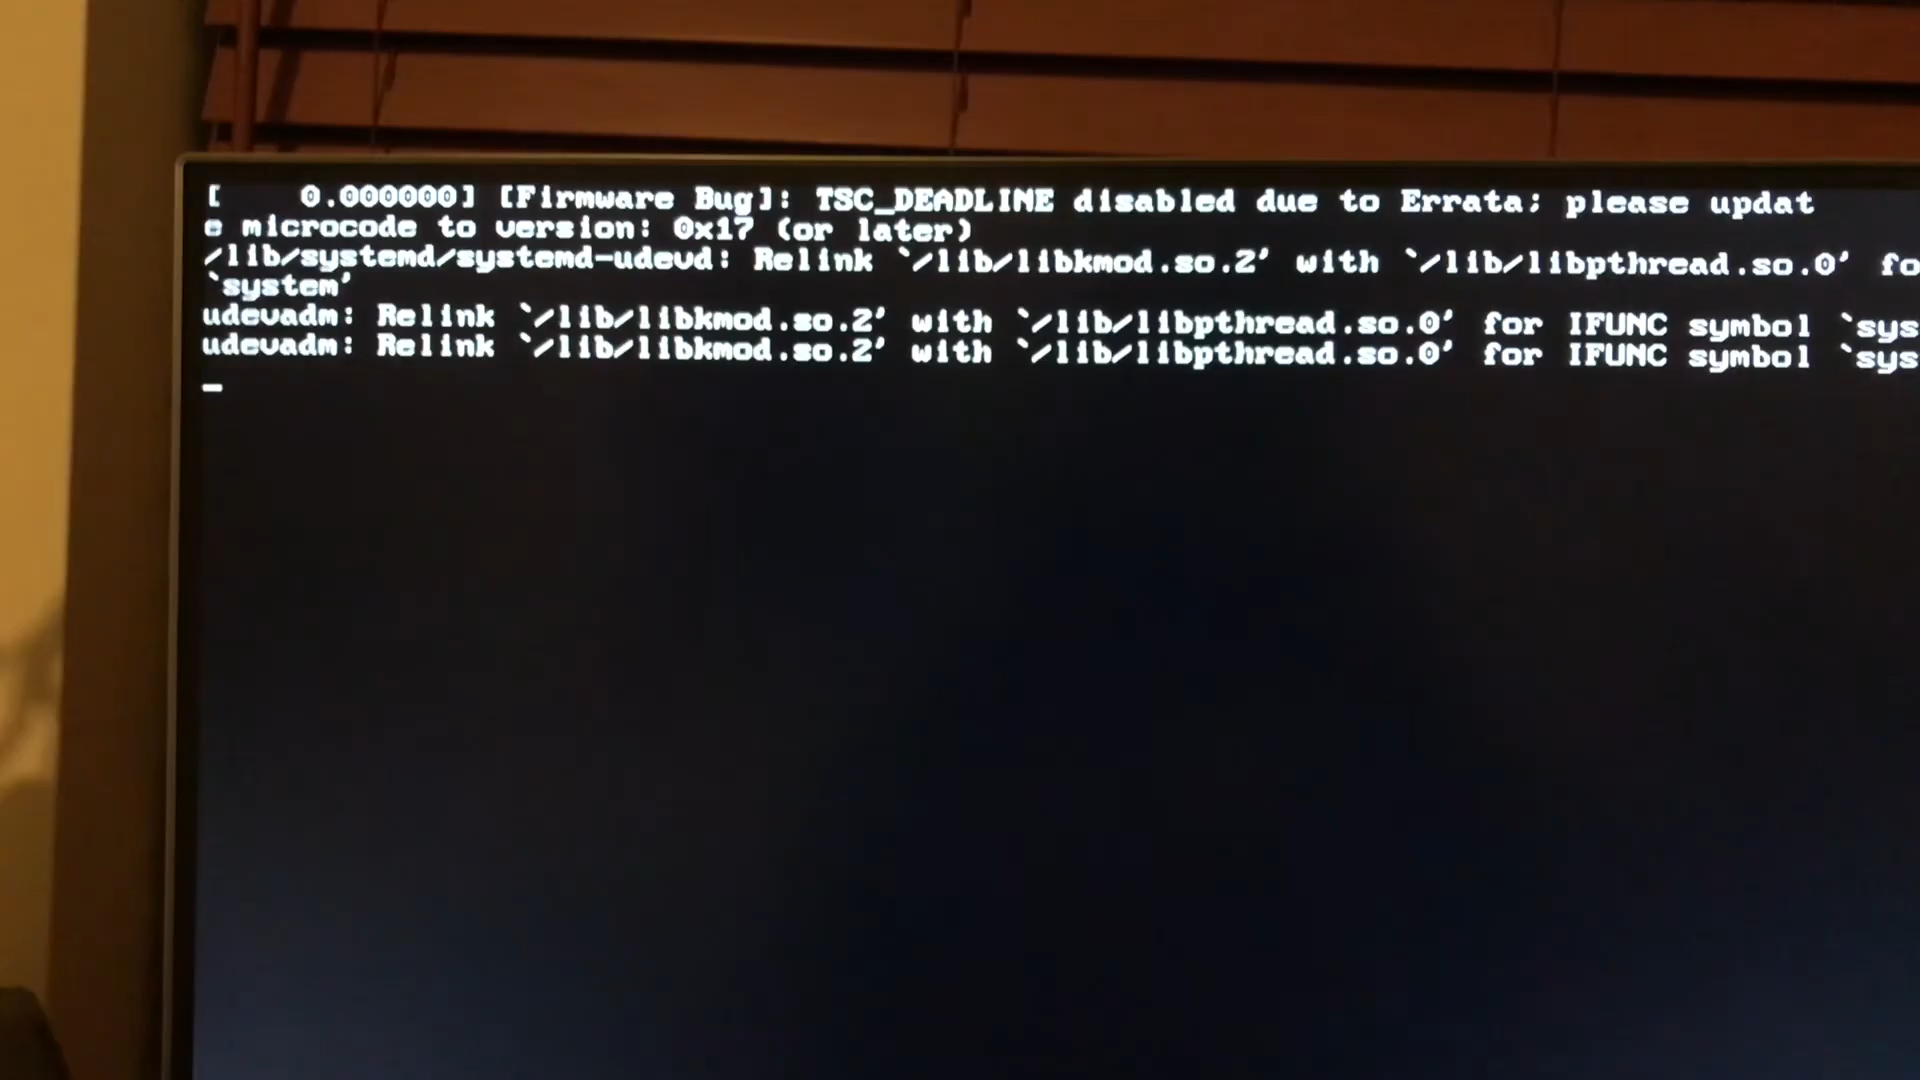 [    0.000000] [Firmware Bug]: TSC_DEADLINE disabled due to Errata; please updat
e microcode to version: 0x17 (or later)
/lib/systemd/systemd-udevd: Relink `/lib/libkmod.so.2' with `/lib/libpthread.so.0' fo
`system'
udevadm: Relink `/lib/libkmod.so.2' with `/lib/libpthread.so.0' for IFUNC symbol `sys
udevadm: Relink `/lib/libkmod.so.2' with `/lib/libpthread.so.0' for IFUNC symbol `sys
_